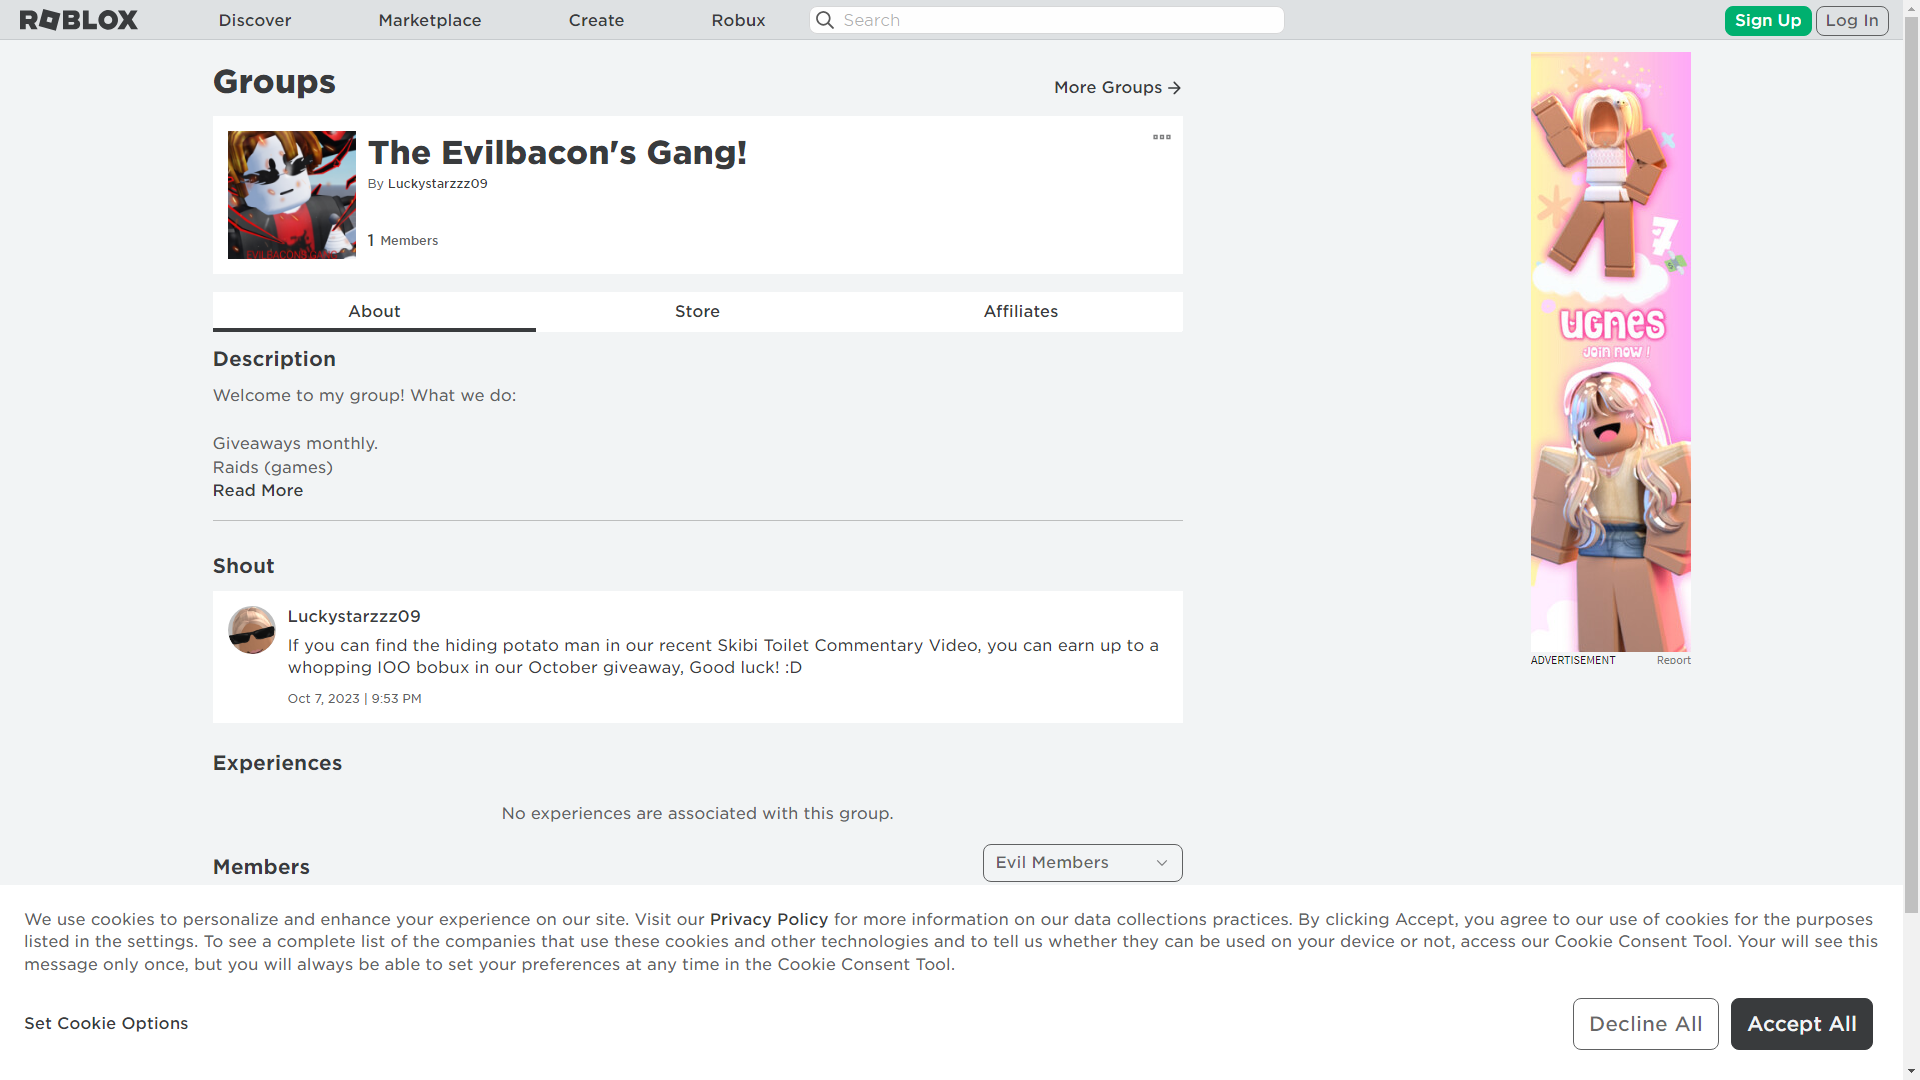 ROBLOX
Discover
Marketplace
Create
Robux
Search
Sign Up
Log In
Groups
More Groups
The Evilbacon's Gang!
By Luckystarzzz09
1 Members
EVILBACONS GANG
About
Store
Affiliates
Description
Welcome to my group! What we do:
Giveaways monthly.
Raids (games)
Read More
Shout
Luckystarzzz09
If you can find the hiding potato man in our recent Skibi Toilet Commentary Video, you can earn up to a
whopping IOO bobux in our October giveaway, Good luck! :D
Oct 7, 2023 | 9:53 PM
Experiences
No experiences are associated with this group.
Members
Evil Members
7
UGNES
JOIN NOW!
ADVERTISEMENT
Report
We use cookies to personalize and enhance your experience on our site. Visit our Privacy Policy for more information on our data collections practices. By clicking Accept, you agree to our use of cookies for the purposes
listed in the settings. To see a complete list of the companies that use these cookies and other technologies and to tell us whether they can be used on your device or not, access our Cookie Consent Tool. Your will see this
message only once, but you will always be able to set your preferences at any time in the Cookie Consent Tool.
Set Cookie Options
Decline All
Accept All